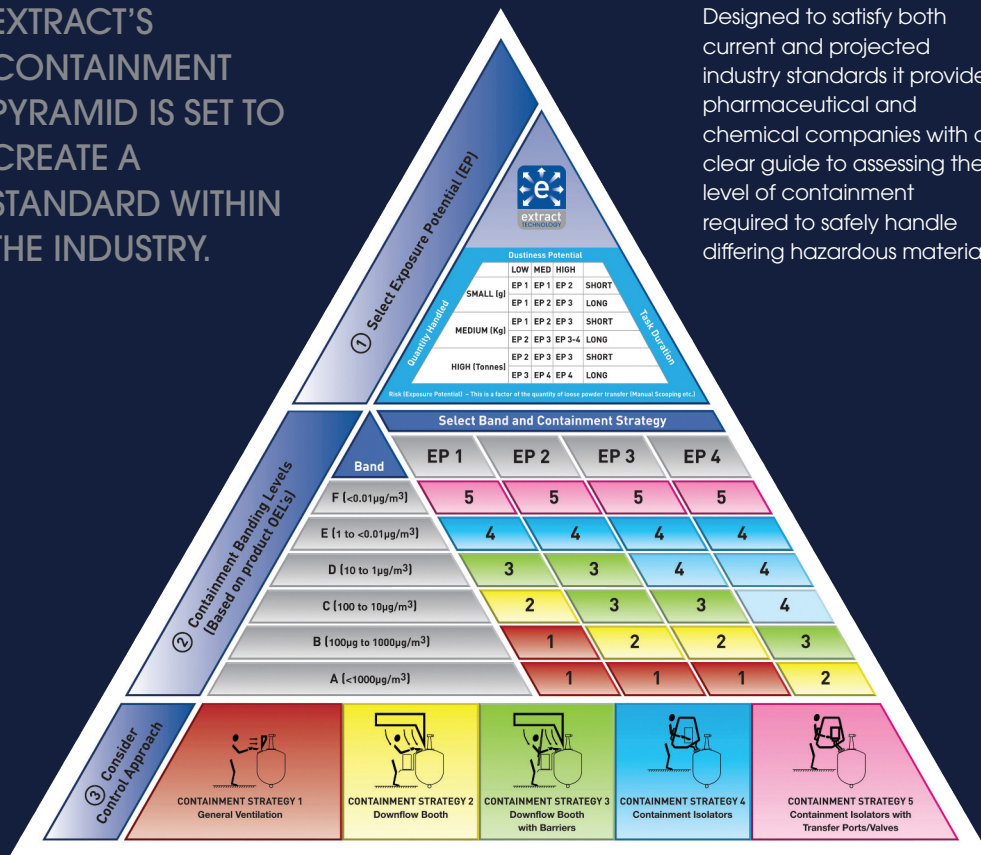 EXTRACT'S
CONTAINMENT
PYRAMID IS SET TO
CREATE A
STANDARD WITHIN
THE INDUSTRY.
Designed to satisfy both
current and projected
industry standards it provide
pharmaceutical and
chemical companies with
clear guide to assessing the
level of containment
required to safely handle
differing hazardous materia
① Select Exposure Potential (EP)
e
extract
TECHNOLOGY
Dustiness Potential
LOW MED HIGH
Quantity Handled
Task Duration
SMALL (g)
EP 1 EP 1 EP 2 SHORT
EP 1 EP 2 EP 3 LONG
MEDIUM (Kg)
EP 1 EP 2 EP 3 SHORT
EP 2 EP 3 EP 3-4 LONG
HIGH (Tonnes)
EP 2 EP 3 EP 3 SHORT
EP 3 EP 4 EP 4 LONG
Risk (Exposure Potential) - This is a factor of the quantity of loose powder transfer (Manual Scooping etc.)
② Containment Banding Levels
(Based on product OELs)
Select Band and Containment Strategy
Band EP 1 EP 2 EP 3 EP 4
F (<0.01µg/m³) 5 5 5 5
E (1 to <0.01µg/m³) 4 4 4 4
D (10 to 1µg/m³) 3 3 4 4
C (100 to 10µg/m³) 2 3 3 4
B (100µg to 1000µg/m³) 1 2 2 3
A (<1000µg/m³) 1 1 1 2
③ Consider
Control Approach
CONTAINMENT STRATEGY 1
General Ventilation
CONTAINMENT STRATEGY 2
Downflow Booth
CONTAINMENT STRATEGY 3
Downflow Booth
with Barriers
CONTAINMENT STRATEGY 4
Containment Isolators
CONTAINMENT STRATEGY 5
Containment Isolators with
Transfer Ports/Valves